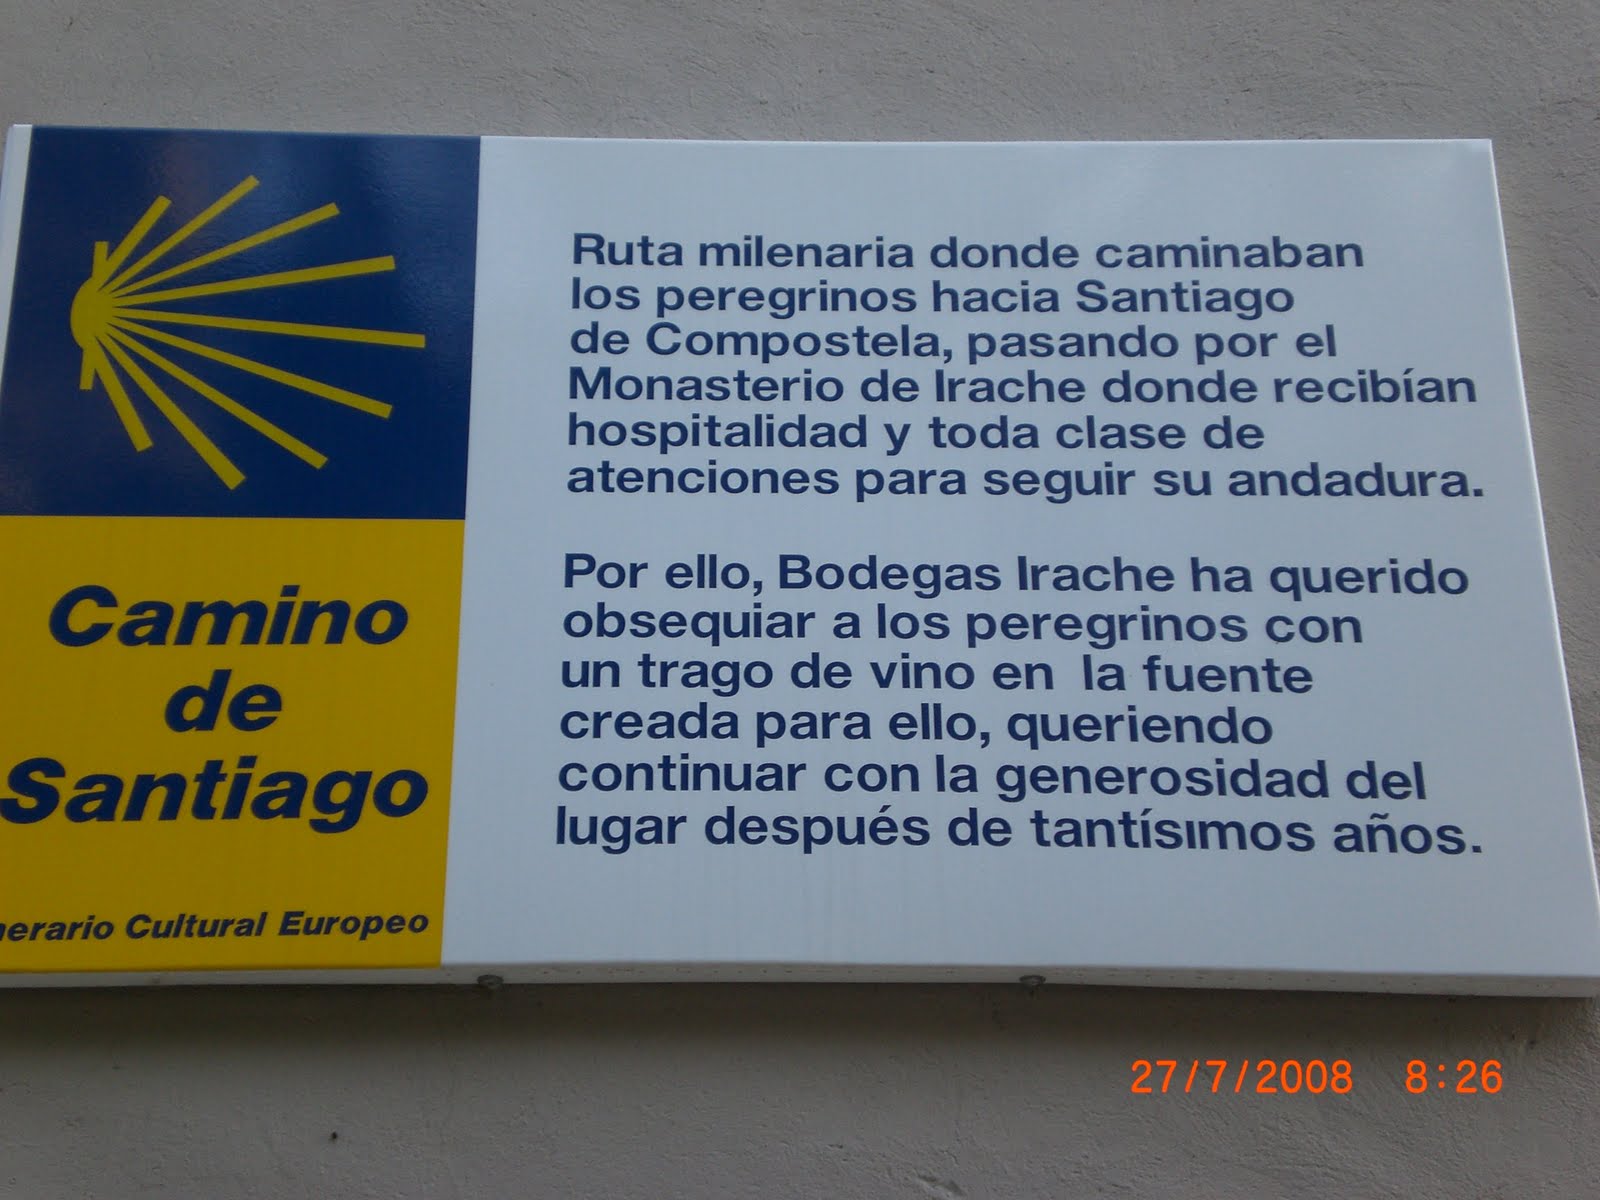 Camino
de
Santiago
Cultural Europeo
Ruta milenaria donde caminaban
los peregrinos hacia Santiago
de Compostela, pasando por el
Monasterio de Irache donde recibían
hospitalidad y toda clase de
atenciones para seguir su andadura.
Por ello, Bodegas Irache ha querido
obsequiar a los peregrinos con
un trago de vino en la fuente
creada para ello, queriendo
continuar con la generosidad del
lugar después de tantísimos años.
27/7/2008 8:26